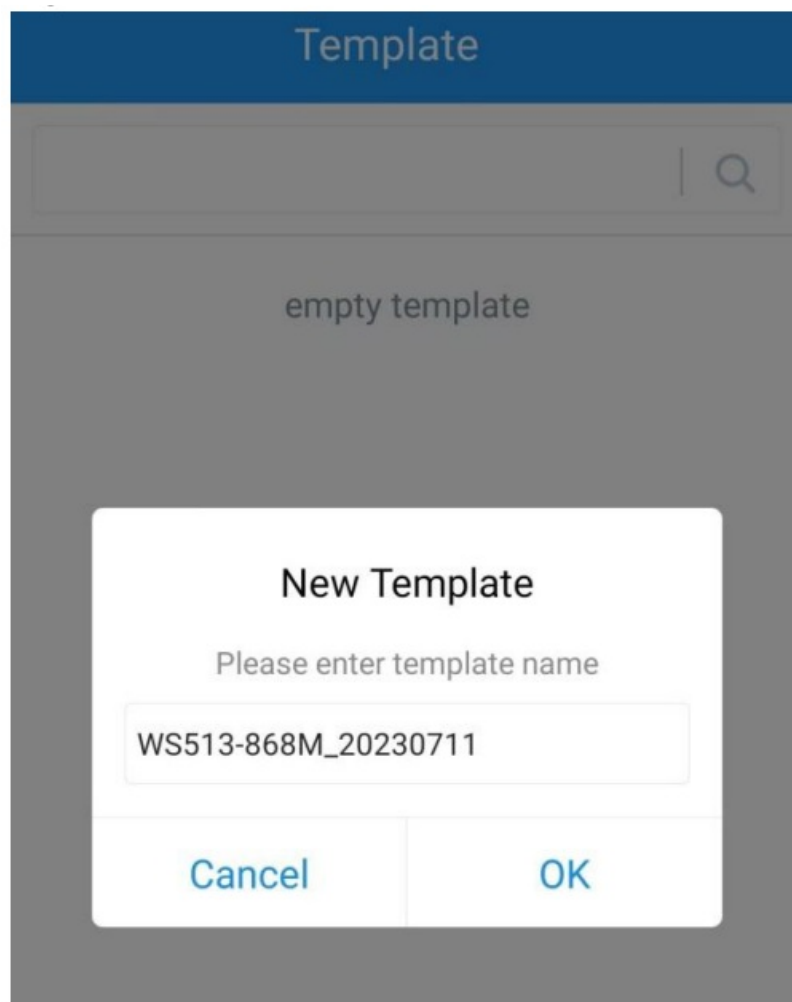 Template
empty template
New Template
Please enter template name
WS513-868M_20230711
Cancel
OK